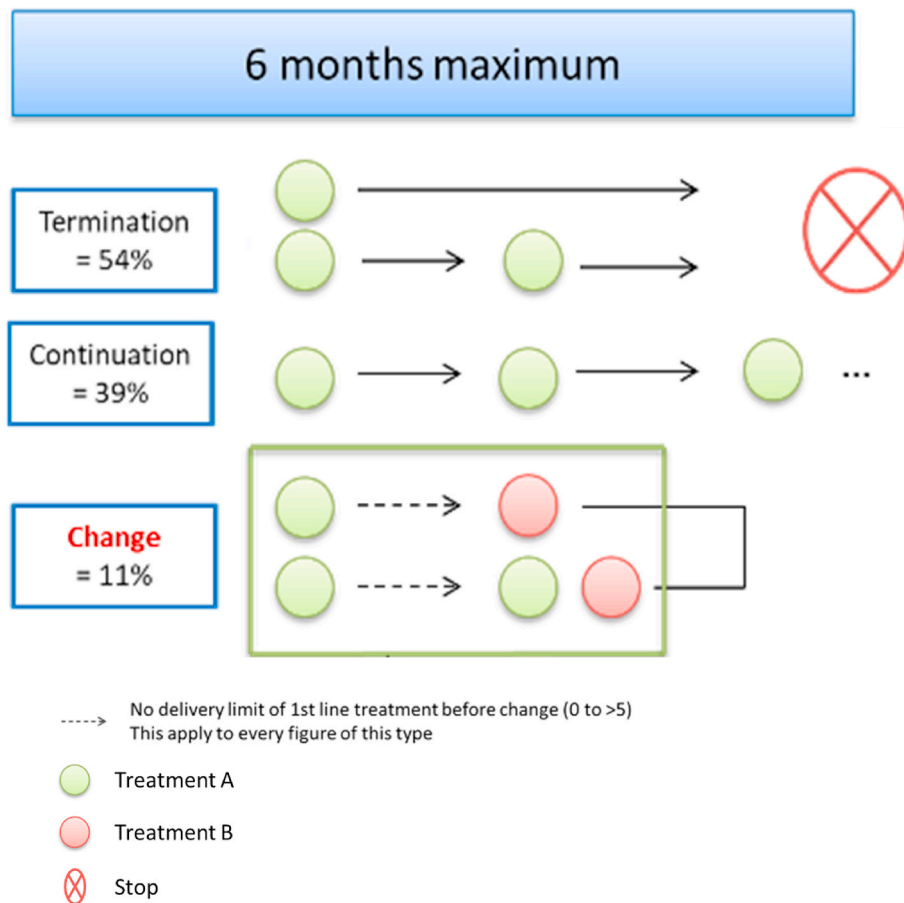 6 months maximum
Termination
= 54%
Continuation
= 39%
...
Change
= 11%
No delivery limit of 1st line treatment before change (0 to >5)
This apply to every figure of this type
Treatment A
Treatment B
Stop